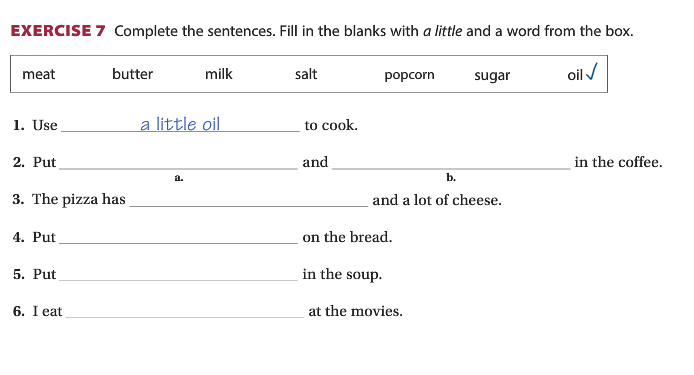 EXERCISE 7 Complete the sentences. Fill in the blanks with a little and a word from the box.
meat butter milk salt popcorn sugar oil ✓
1. Use a little oil to cook.
2. Put ______ and ______ in the coffee.
a. b.
3. The pizza has ______ and a lot of cheese.
4. Put ______ on the bread.
5. Put ______ in the soup.
6. I eat ______ at the movies.